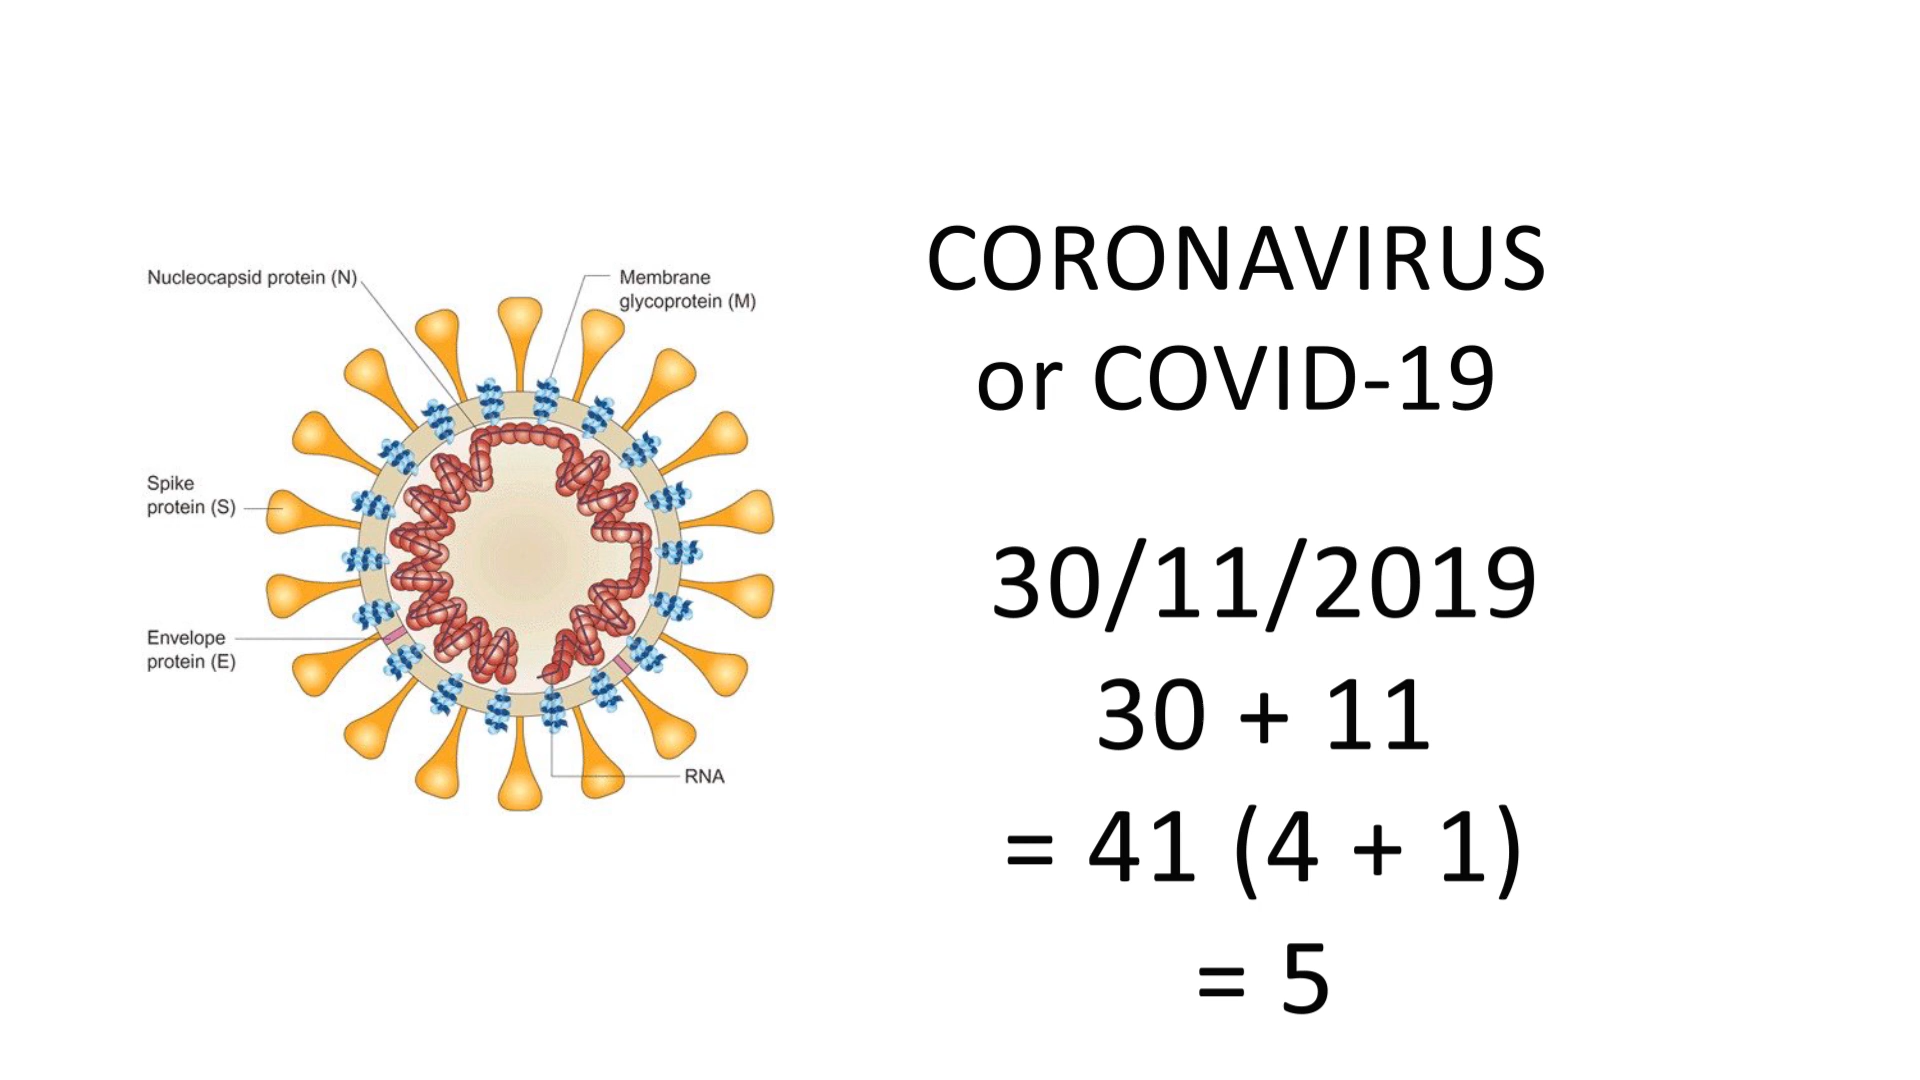 Nucleocapsid protein (N)
Membrane
glycoprotein (M)
Spike
protein (S)
Envelope
protein (E)
RNA
CORONAVIRUS
or COVID-19
30/11/2019
30 + 11
= 41 (4 + 1)
= 5